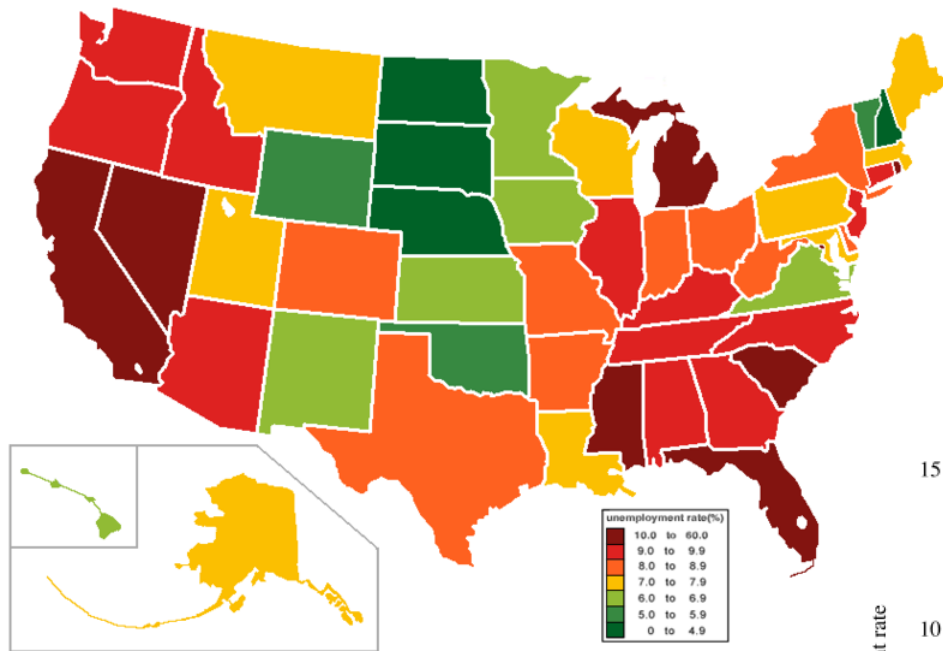 unemployment rate(%)
10.0 to 60.0
9.0 to 9.9
8.0 to 8.9
7.0 to 7.9
6.0 to 6.9
5.0 to 5.9
0 to 4.9
15
10
rate